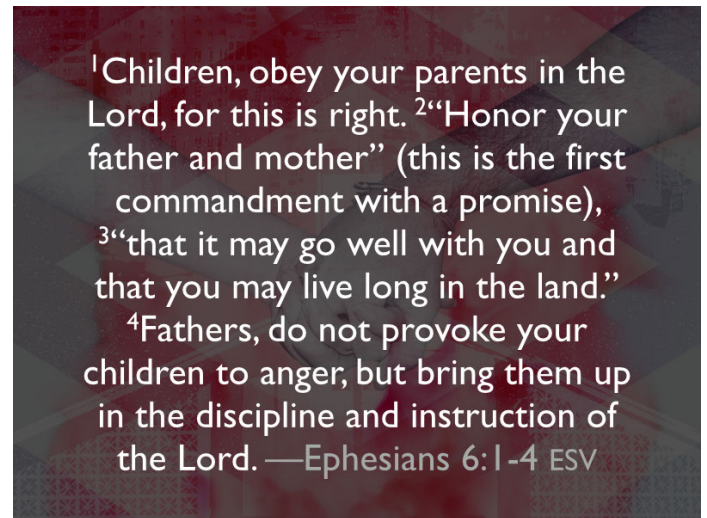 ¹Children, obey your parents in the
Lord, for this is right. ²“Honor your
father and mother” (this is the first
commandment with a promise),
³“that it may go well with you and
that you may live long in the land.”
⁴Fathers, do not provoke your
children to anger, but bring them up
in the discipline and instruction of
the Lord. —Ephesians 6:1-4 ESV